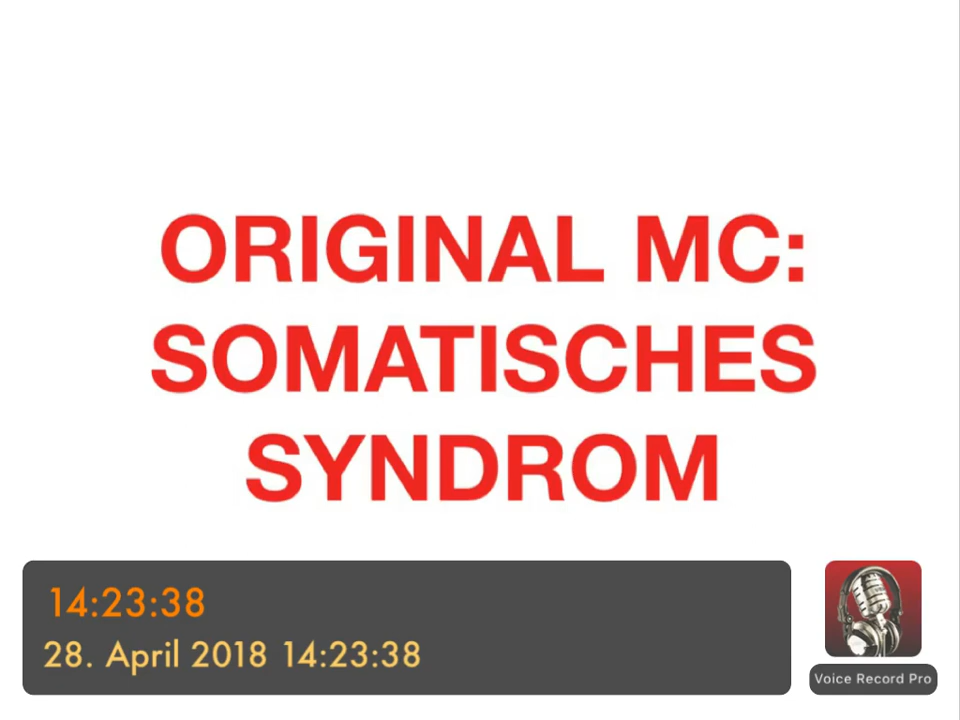 ORIGINAL MC:
SOMATISCHES
SYNDROM
14:23:38
28. April 2018 14:23:38
Voice Record Pro